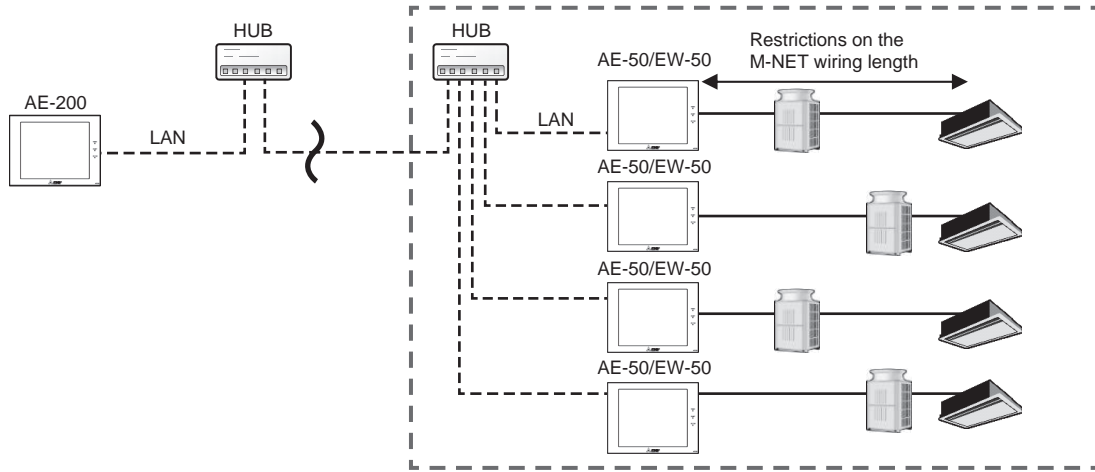 HUB
HUB
AE-200
LAN
LAN
AE-50/EW-50
Restrictions on the
M-NET wiring length
AE-50/EW-50
AE-50/EW-50
AE-50/EW-50